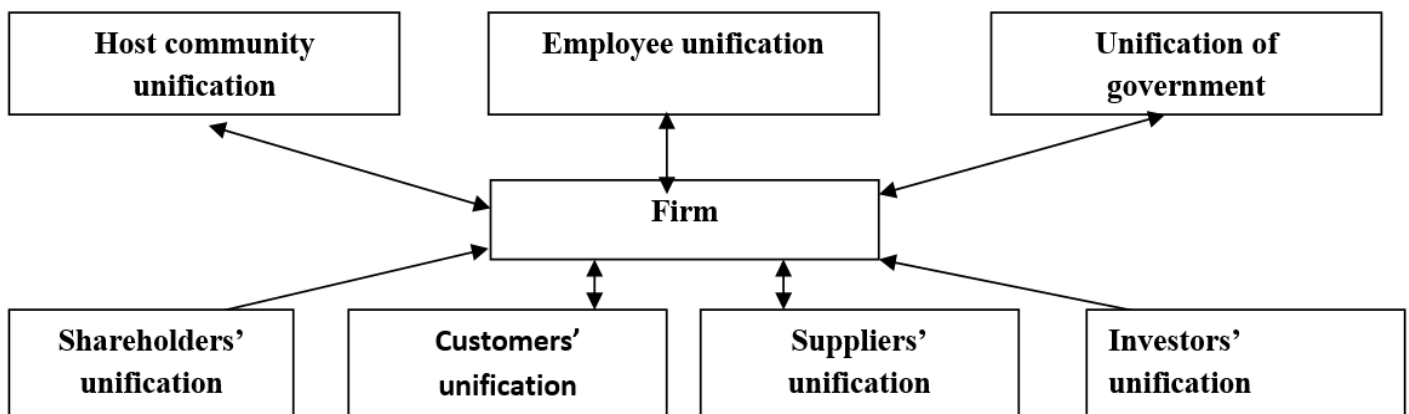 Host community
unification
Employee unification
Unification of
government
Firm
Shareholders’
unification
Customers’
unification
Suppliers’
unification
Investors’
unification